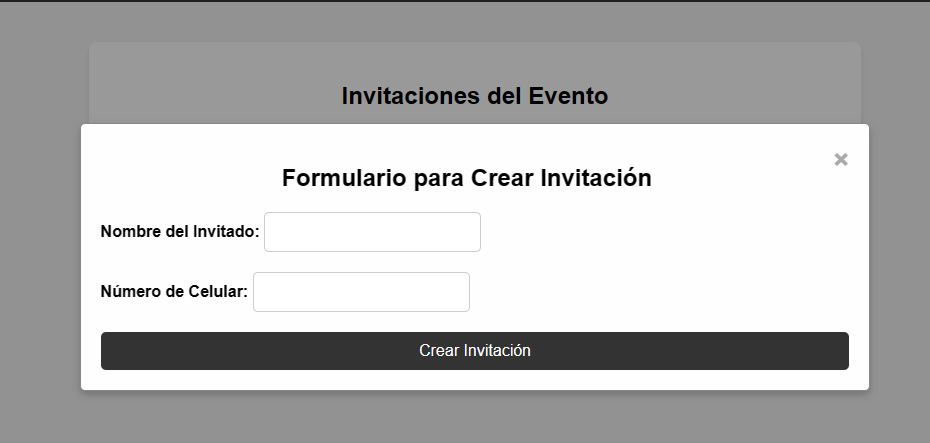 Invitaciones del Evento
×
Formulario para Crear Invitación
Nombre del Invitado:
Número de Celular:
Crear Invitación